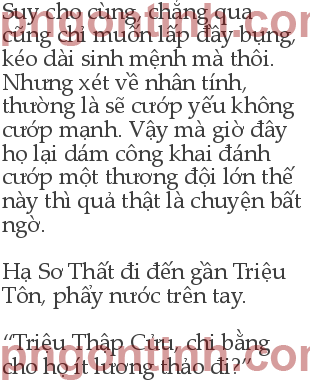 Suy cho cùng, chẳng qua
cũng chỉ muốn lấp đầy bụng,
kéo dài sinh mệnh mà thôi.
Nhưng xét về nhân tính,
thường là sẽ cướp yếu không
cướp mạnh. Vậy mà giờ đây
họ lại dám công khai đánh
cướp một thương đội lớn thế
này thì quả thật là chuyện bất
ngờ.

Hạ Sơ Thất đi đến gần Triệu
Tôn, phẩy nước trên tay.

“Triệu Thập Cửu, chi bằng
cho họ ít lương thảo đi?”